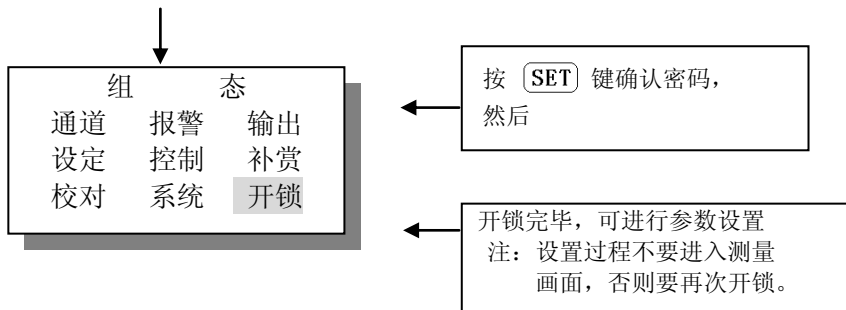 组 态
通道 报警 输出
设定 控制 补赏
校对 系统 开锁
按 SET 键确认密码，
然后
开锁完毕，可进行参数设置
注：设置过程不要进入测量
画面，否则要再次开锁。